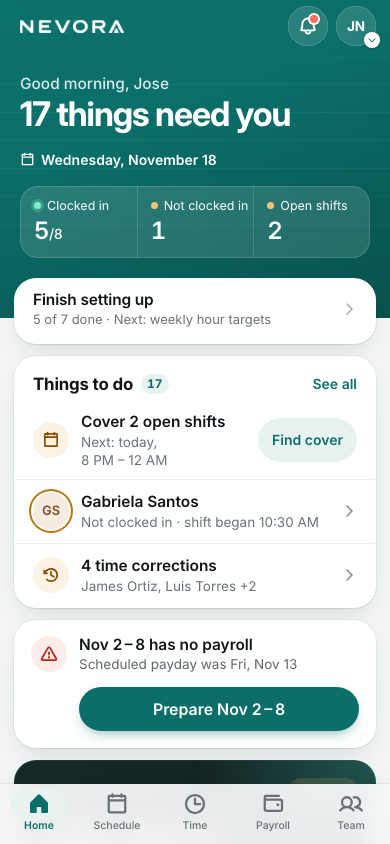 NEVORA
JN
Good morning, Jose
17 things need you
Wednesday, November 18
Clocked in
5/8
Not clocked in
1
Open shifts
2
Finish setting up
5 of 7 done · Next: weekly hour targets
Things to do 17
See all
Cover 2 open shifts
Next: today,
8 PM – 12 AM
Find cover
GS
Gabriela Santos
Not clocked in · shift began 10:30 AM
4 time corrections
James Ortiz, Luis Torres +2
Nov 2 – 8 has no payroll
Scheduled payday was Fri, Nov 13
Prepare Nov 2 – 8
Home
Schedule
Time
Payroll
Team